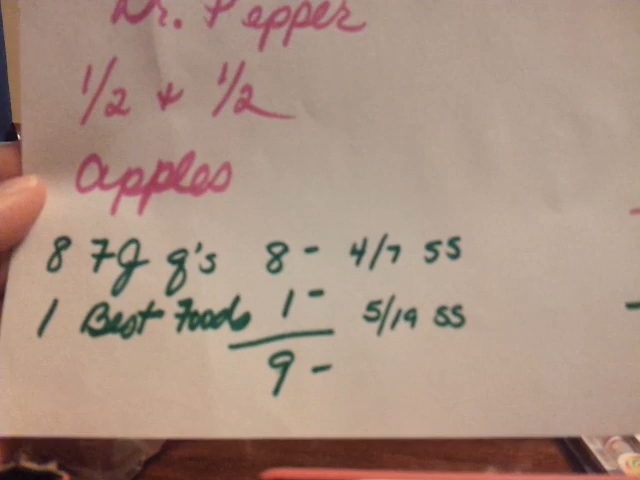 Dr. Pepper
1/2 + 1/2
apples
8 7J q's 8 - 4/7 SS
1 Best Foods 1 - 5/19 SS
9 -